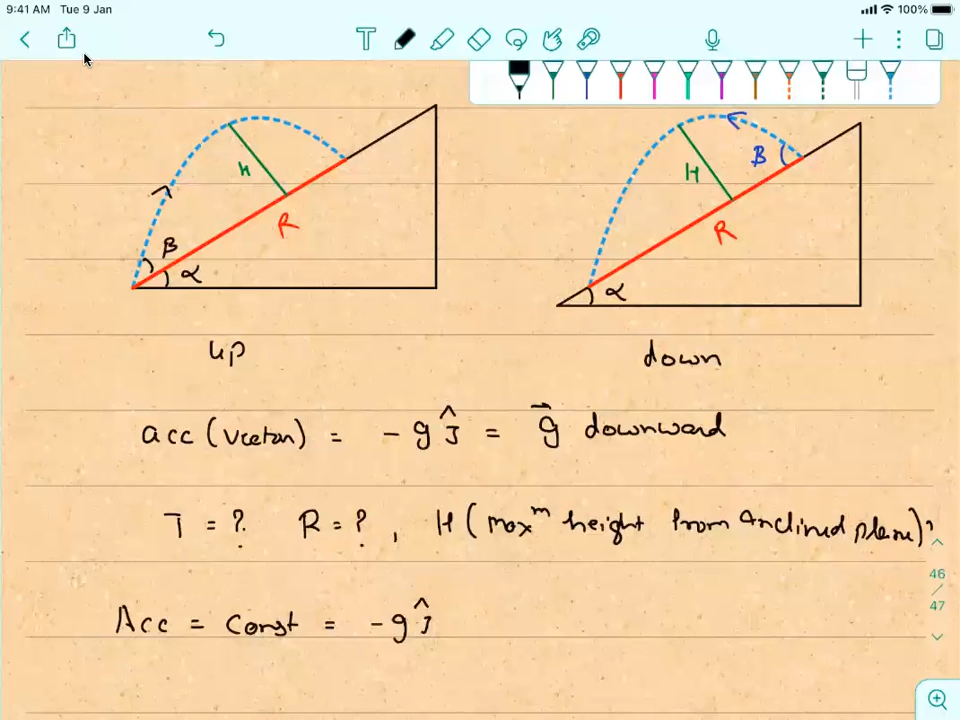 9:41 AM Tue 9 Jan 100%
T
h
R
β
α
H
B
R
α
up
down
acc (vector) = - g ĵ = g⃗ downward
T = ? R = ? , H ( maxᵐ height from inclined plane) ?
46
/
47
Acc = Const = - g ĵ